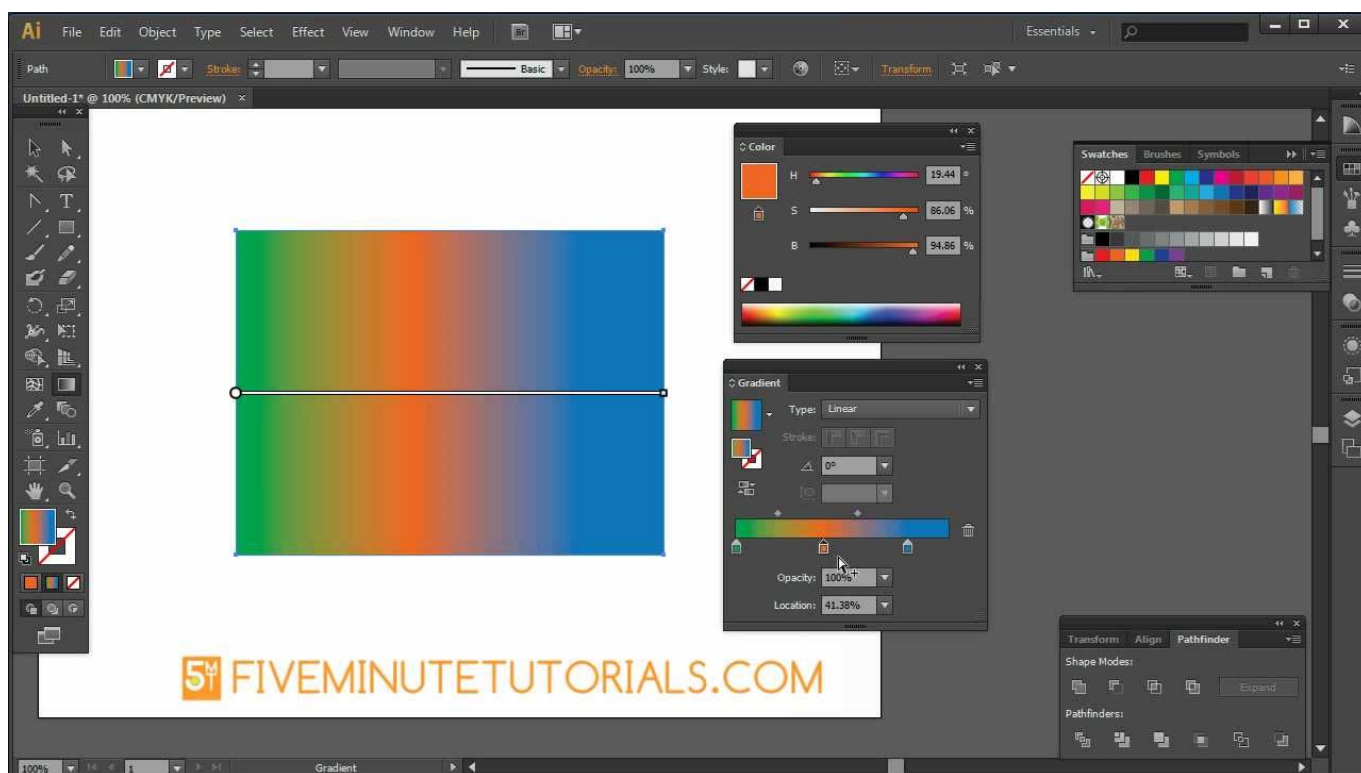 Ai File Edit Object Type Select Effect View Window Help Br Essentials
Path Stroke: Basic Opacity: 100% Style: Transform
Untitled-1* @ 100% (CMYK/Preview) ×
Color
H 19.44 °
S 86.06 %
B 94.86 %
Swatches Brushes Symbols
Gradient
Type: Linear
Stroke:
0°
Opacity: 100%
Location: 41.38%
Transform Align Pathfinder
Shape Modes:
Expand
Pathfinders:
5MT FIVEMINUTETUTORIALS.COM
100% 1 Gradient